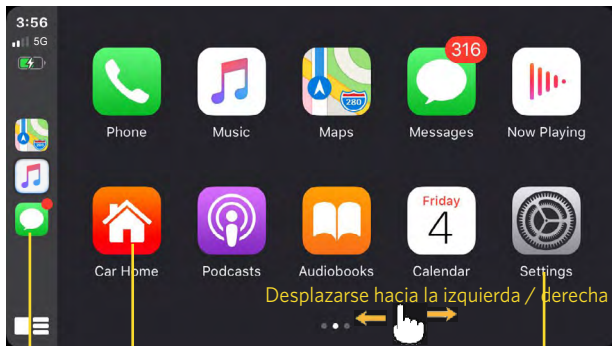 3:56
5G
316
280
Phone
Music
Maps
Messages
Now Playing
Friday
4
Car Home
Podcasts
Audiobooks
Calendar
Settings
Desplazarse hacia la izquierda / derecha